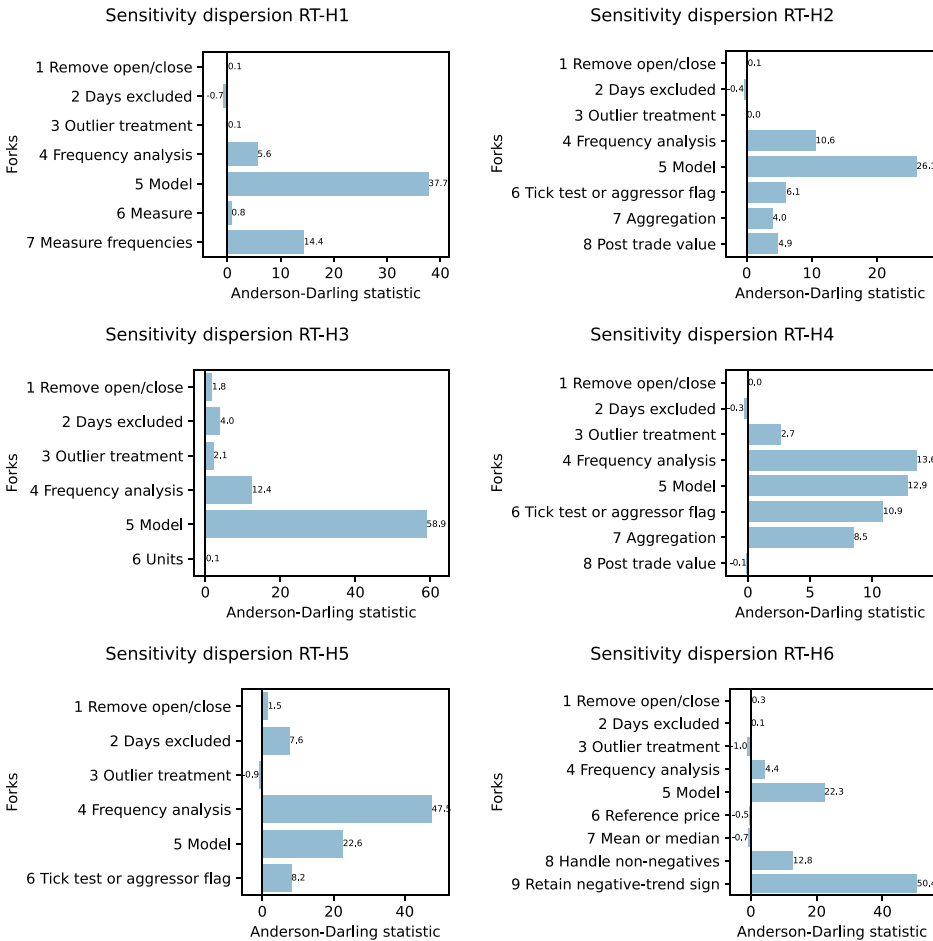 Sensitivity dispersion RT-H1
Forks
1 Remove open/close 0.1
2 Days excluded -0.7
3 Outlier treatment 0.1
4 Frequency analysis 5.6
5 Model 37.7
6 Measure 0.8
7 Measure frequencies 14.4
0 10 20 30 40
Anderson-Darling statistic
Sensitivity dispersion RT-H2
Forks
1 Remove open/close 0.1
2 Days excluded -0.4
3 Outlier treatment 0.0
4 Frequency analysis 10.6
5 Model 26.
6 Tick test or aggressor flag 6.1
7 Aggregation 4.0
8 Post trade value 4.9
0 10 20
Anderson-Darling statistic
Sensitivity dispersion RT-H3
Forks
1 Remove open/close 1.8
2 Days excluded 4.0
3 Outlier treatment 2.1
4 Frequency analysis 12.4
5 Model 58.9
6 Units 0.1
0 20 40 60
Anderson-Darling statistic
Sensitivity dispersion RT-H4
Forks
1 Remove open/close 0.0
2 Days excluded -0.3
3 Outlier treatment 2.7
4 Frequency analysis 13.6
5 Model 12.9
6 Tick test or aggressor flag 10.9
7 Aggregation 8.5
8 Post trade value -0.1
0 5 10
Anderson-Darling statistic
Sensitivity dispersion RT-H5
Forks
1 Remove open/close 1.5
2 Days excluded 7.6
3 Outlier treatment -0.9
4 Frequency analysis 47.5
5 Model 22.6
6 Tick test or aggressor flag 8.2
0 20 40
Anderson-Darling statistic
Sensitivity dispersion RT-H6
Forks
1 Remove open/close 0.3
2 Days excluded 0.1
3 Outlier treatment -1.0
4 Frequency analysis 4.4
5 Model 22.3
6 Reference price -0.5
7 Mean or median -0.7
8 Handle non-negatives 12.8
9 Retain negative-trend sign 50.4
0 20 40
Anderson-Darling statistic